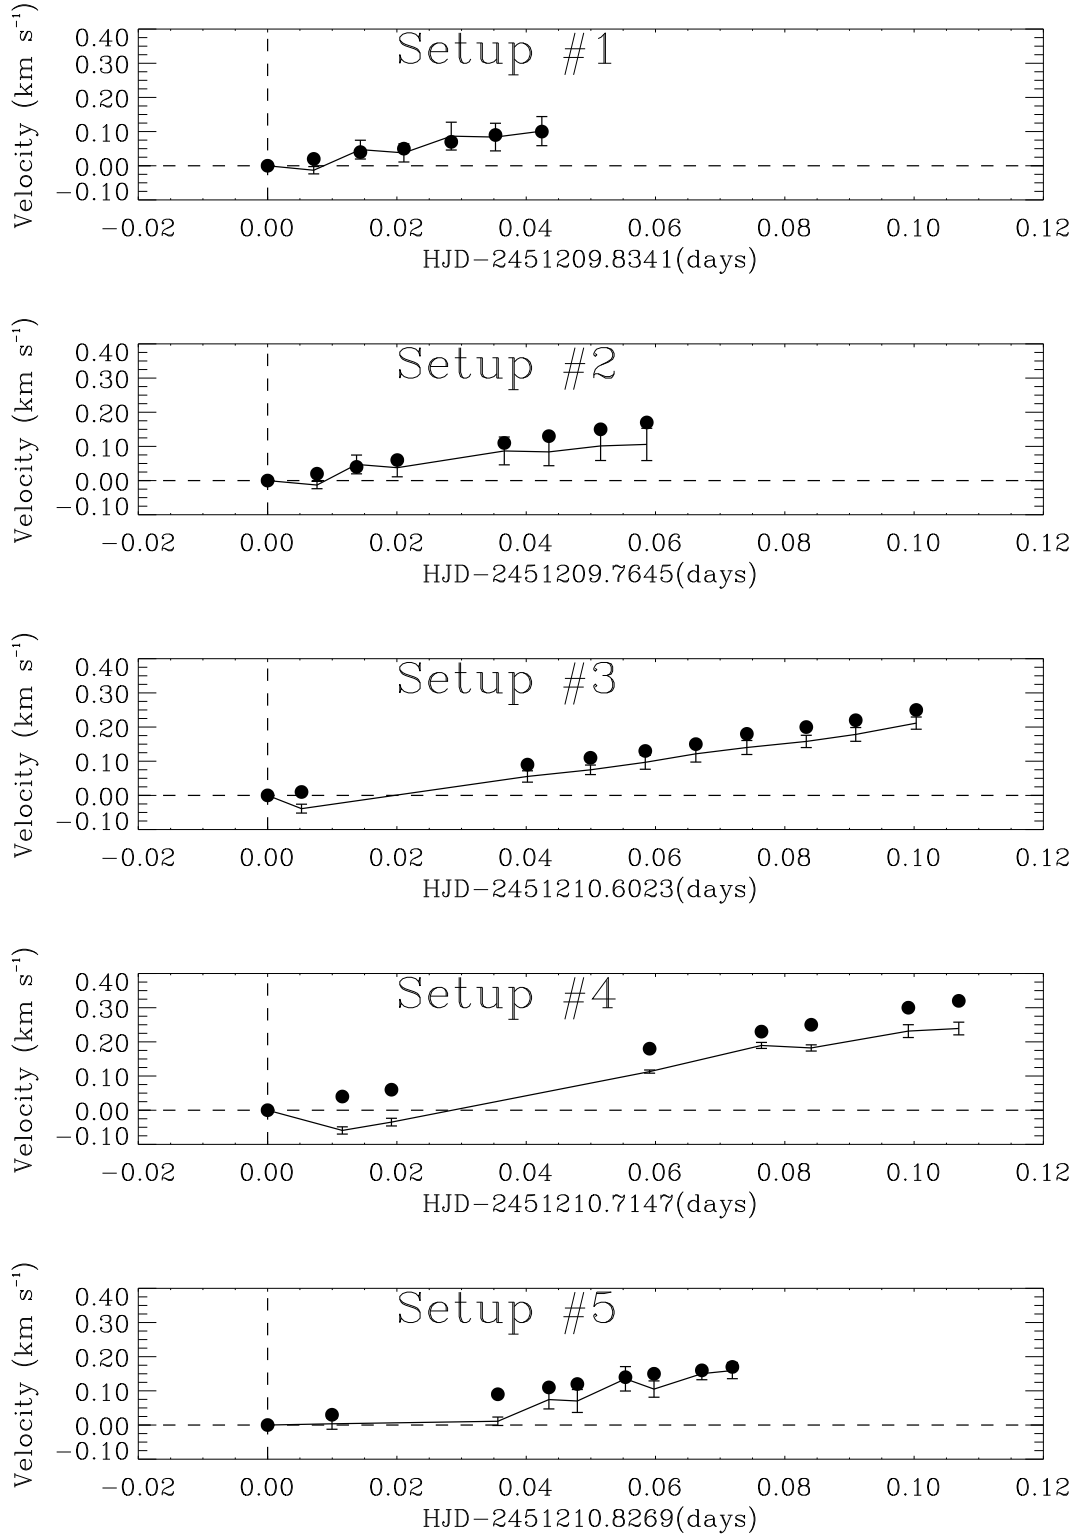 Setup #1
Velocity (km s⁻¹)
0.40
0.30
0.20
0.10
0.00
−0.10
−0.02 0.00 0.02 0.04 0.06 0.08 0.10 0.12
HJD−2451209.8341(days)
Setup #2
Velocity (km s⁻¹)
0.40
0.30
0.20
0.10
0.00
−0.10
−0.02 0.00 0.02 0.04 0.06 0.08 0.10 0.12
HJD−2451209.7645(days)
Setup #3
Velocity (km s⁻¹)
0.40
0.30
0.20
0.10
0.00
−0.10
−0.02 0.00 0.02 0.04 0.06 0.08 0.10 0.12
HJD−2451210.6023(days)
Setup #4
Velocity (km s⁻¹)
0.40
0.30
0.20
0.10
0.00
−0.10
−0.02 0.00 0.02 0.04 0.06 0.08 0.10 0.12
HJD−2451210.7147(days)
Setup #5
Velocity (km s⁻¹)
0.40
0.30
0.20
0.10
0.00
−0.10
−0.02 0.00 0.02 0.04 0.06 0.08 0.10 0.12
HJD−2451210.8269(days)